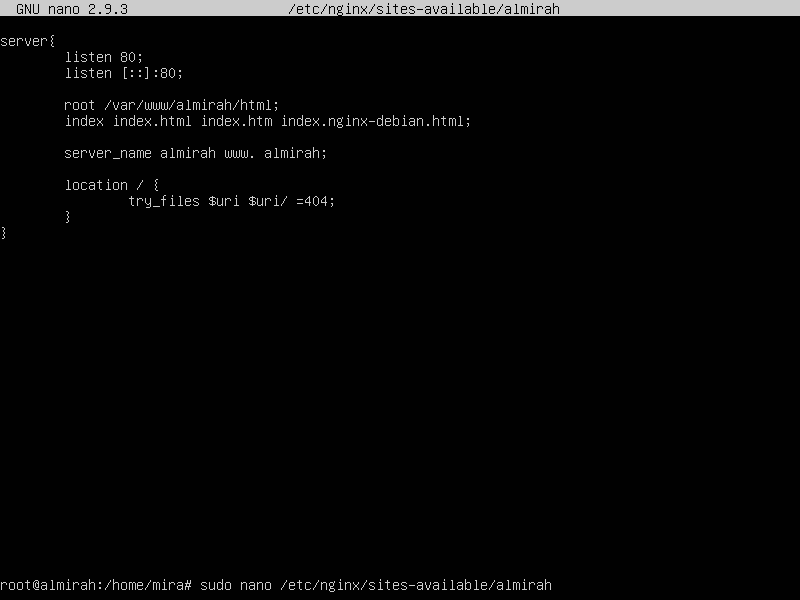 GNU nano 2.9.3 /etc/nginx/sites-available/almirah
server{
listen 80;
listen [::]:80;
root /var/www/almirah/html;
index index.html index.htm index.nginx-debian.html;
server_name almirah www. almirah;
location / {
try_files $uri $uri/ =404;
}
}
root@almirah:/home/mira# sudo nano /etc/nginx/sites-available/almirah